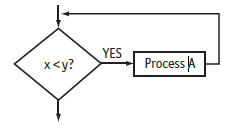 x<y?
YES
Process A